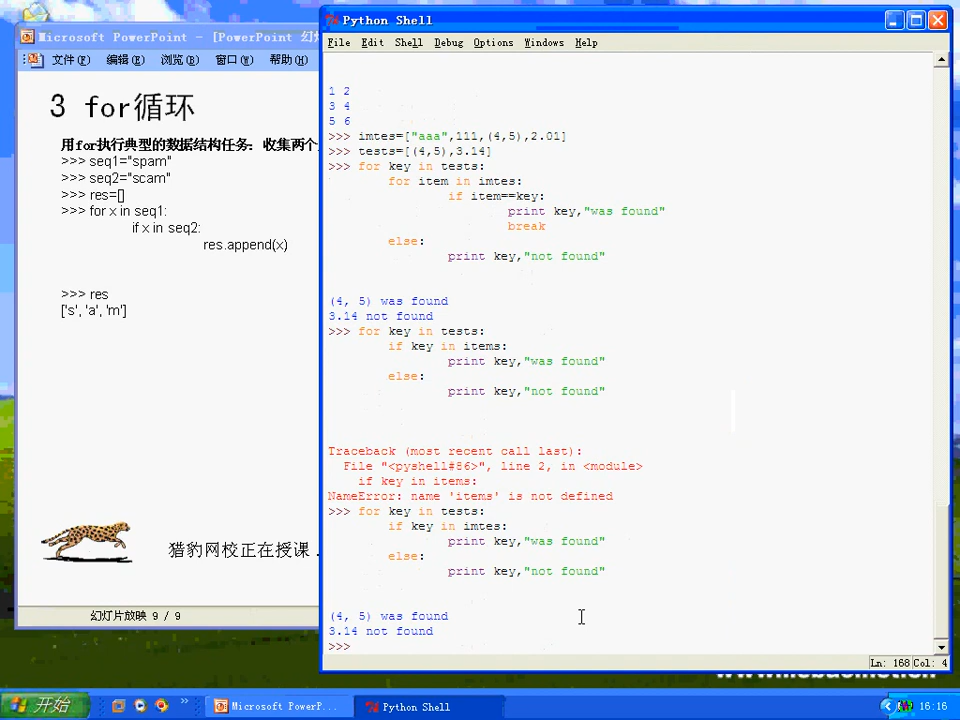 Microsoft PowerPoint - [PowerPoint 幻
文件(F) 编辑(E) 浏览(B) 窗口(W) 帮助(H)
3 for循环
用for执行典型的数据结构任务：收集两个
>>> seq1="spam"
>>> seq2="scam"
>>> res=[]
>>> for x in seq1:
if x in seq2:
res.append(x)
>>> res
['s', 'a', 'm']
猎豹网校正在授课.
幻灯片放映 9 / 9
Python Shell
File Edit Shell Debug Options Windows Help
1 2
3 4
5 6
>>> imtes=["aaa",111,(4,5),2.01]
>>> tests=[(4,5),3.14]
>>> for key in tests:
for item in imtes:
if item==key:
print key,"was found"
break
else:
print key,"not found"
(4, 5) was found
3.14 not found
>>> for key in tests:
if key in items:
print key,"was found"
else:
print key,"not found"
Traceback (most recent call last):
File "<pyshell#86>", line 2, in <module>
if key in items:
NameError: name 'items' is not defined
>>> for key in tests:
if key in imtes:
print key,"was found"
else:
print key,"not found"
(4, 5) was found
3.14 not found
>>>
Ln: 168 Col: 4
开始 Microsoft PowerP... Python Shell 16:16